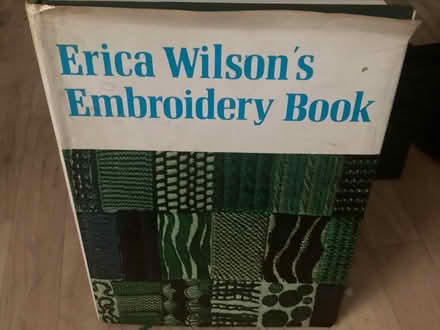 Erica Wilson's
Embroidery Book